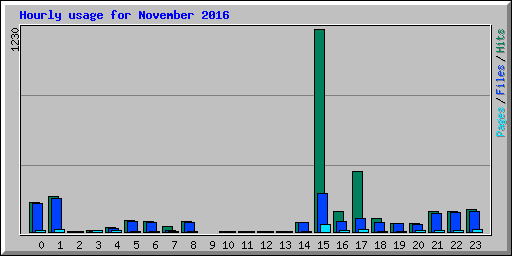 Hourly usage for November 2016
1230
Pages/Files/Hits
0 1 2 3 4 5 6 7 8 9 10 11 12 13 14 15 16 17 18 19 20 21 22 23